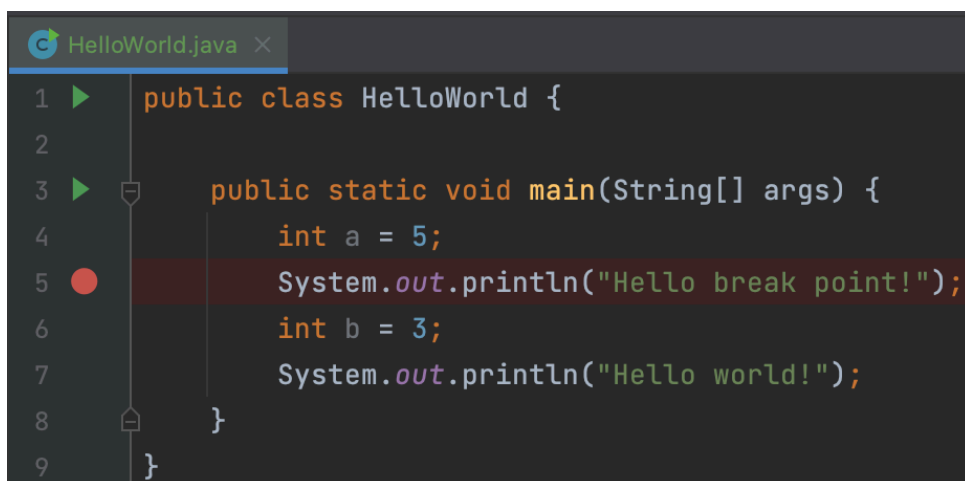 C HelloWorld.java ×
1 public class HelloWorld {
2
3 public static void main(String[] args) {
4 int a = 5;
5 System.out.println("Hello break point!");
6 int b = 3;
7 System.out.println("Hello world!");
8 }
9 }